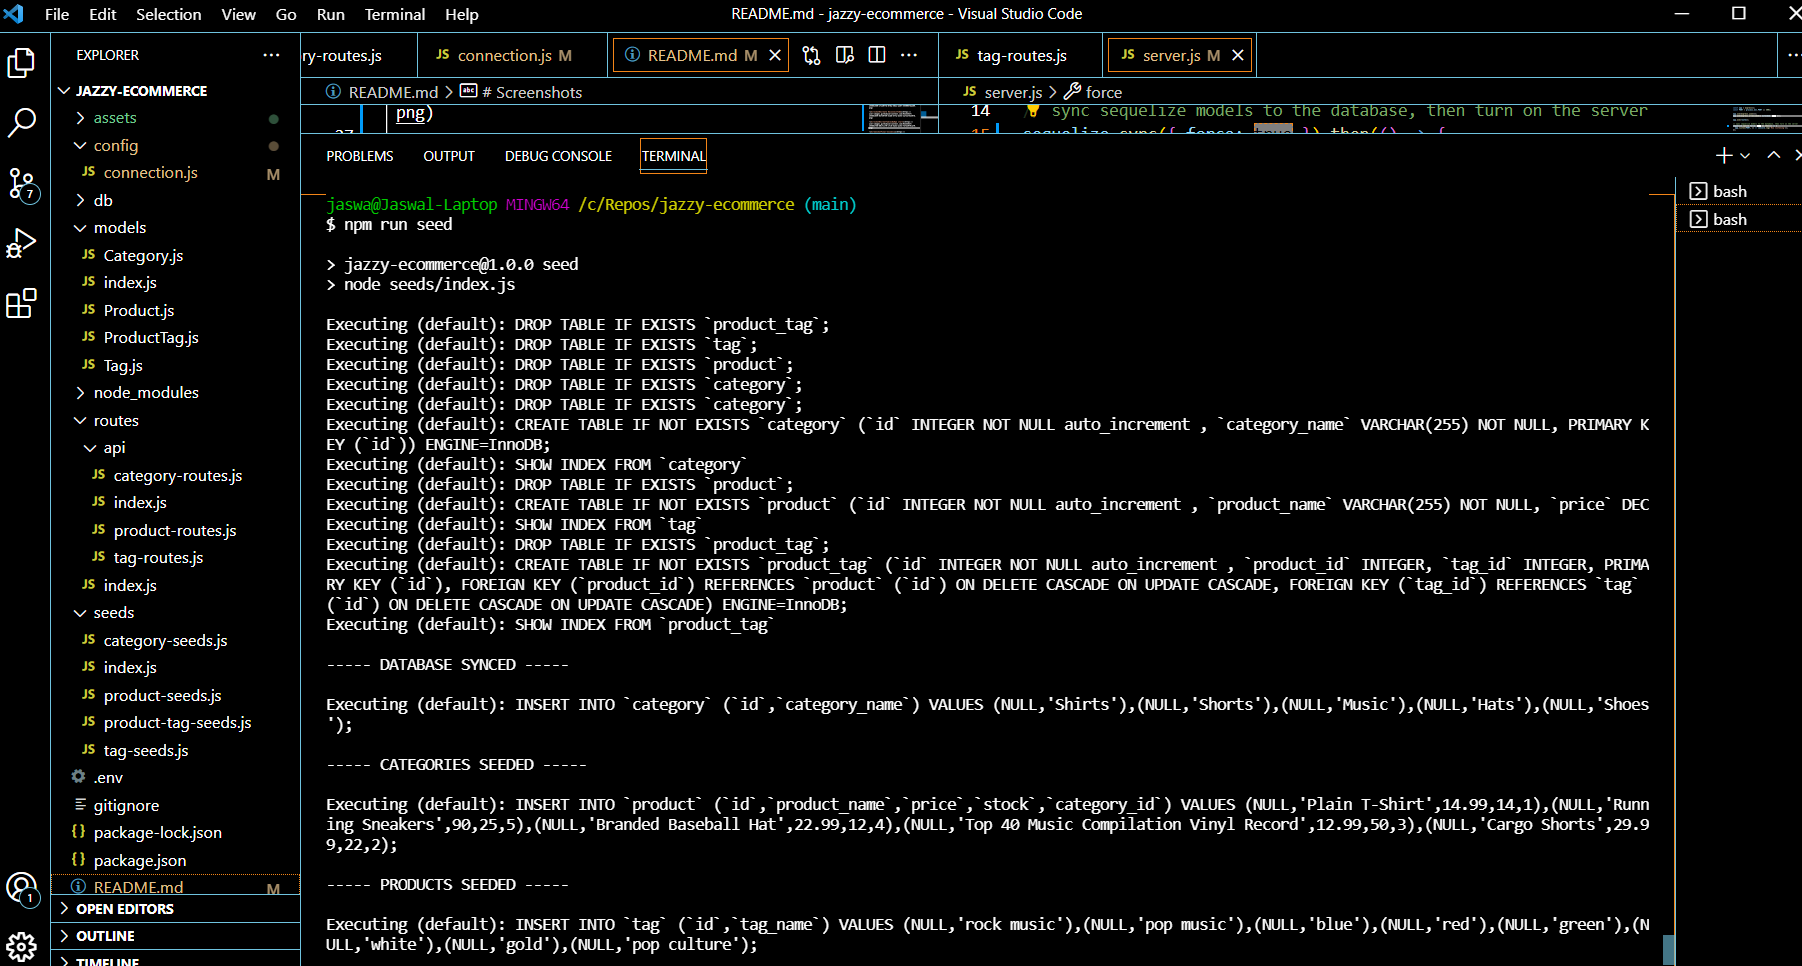 File Edit Selection View Go Run Terminal Help
README.md - jazzy-ecommerce - Visual Studio Code
EXPLORER
JAZZY-ECOMMERCE
assets
config
JS connection.js M
db
models
JS Category.js
JS index.js
JS Product.js
JS ProductTag.js
JS Tag.js
node_modules
routes
api
JS category-routes.js
JS index.js
JS product-routes.js
JS tag-routes.js
JS index.js
seeds
JS category-seeds.js
JS index.js
JS product-seeds.js
JS product-tag-seeds.js
JS tag-seeds.js
.env
gitignore
{} package-lock.json
{} package.json
README.md M
OPEN EDITORS
OUTLINE
TIMELINE
7
1
ry-routes.js
JS connection.js M
README.md M
JS tag-routes.js
JS server.js M
README.md > abc # Screenshots
JS server.js > force
png)
27
14 sync sequelize models to the database, then turn on the server
15 sequelize.sync({ force: true }).then(() => {
PROBLEMS OUTPUT DEBUG CONSOLE TERMINAL
bash
bash
jaswa@Jaswal-Laptop MINGW64 /c/Repos/jazzy-ecommerce (main)
$ npm run seed
> jazzy-ecommerce@1.0.0 seed
> node seeds/index.js
Executing (default): DROP TABLE IF EXISTS `product_tag`;
Executing (default): DROP TABLE IF EXISTS `tag`;
Executing (default): DROP TABLE IF EXISTS `product`;
Executing (default): DROP TABLE IF EXISTS `category`;
Executing (default): DROP TABLE IF EXISTS `category`;
Executing (default): CREATE TABLE IF NOT EXISTS `category` (`id` INTEGER NOT NULL auto_increment , `category_name` VARCHAR(255) NOT NULL, PRIMARY K
EY (`id`)) ENGINE=InnoDB;
Executing (default): SHOW INDEX FROM `category`
Executing (default): DROP TABLE IF EXISTS `product`;
Executing (default): CREATE TABLE IF NOT EXISTS `product` (`id` INTEGER NOT NULL auto_increment , `product_name` VARCHAR(255) NOT NULL, `price` DEC
Executing (default): SHOW INDEX FROM `tag`
Executing (default): DROP TABLE IF EXISTS `product_tag`;
Executing (default): CREATE TABLE IF NOT EXISTS `product_tag` (`id` INTEGER NOT NULL auto_increment , `product_id` INTEGER, `tag_id` INTEGER, PRIMA
RY KEY (`id`), FOREIGN KEY (`product_id`) REFERENCES `product` (`id`) ON DELETE CASCADE ON UPDATE CASCADE, FOREIGN KEY (`tag_id`) REFERENCES `tag`
(`id`) ON DELETE CASCADE ON UPDATE CASCADE) ENGINE=InnoDB;
Executing (default): SHOW INDEX FROM `product_tag`
----- DATABASE SYNCED -----
Executing (default): INSERT INTO `category` (`id`,`category_name`) VALUES (NULL,'Shirts'),(NULL,'Shorts'),(NULL,'Music'),(NULL,'Hats'),(NULL,'Shoes
');
----- CATEGORIES SEEDED -----
Executing (default): INSERT INTO `product` (`id`,`product_name`,`price`,`stock`,`category_id`) VALUES (NULL,'Plain T-Shirt',14.99,14,1),(NULL,'Runn
ing Sneakers',90,25,5),(NULL,'Branded Baseball Hat',22.99,12,4),(NULL,'Top 40 Music Compilation Vinyl Record',12.99,50,3),(NULL,'Cargo Shorts',29.9
9,22,2);
----- PRODUCTS SEEDED -----
Executing (default): INSERT INTO `tag` (`id`,`tag_name`) VALUES (NULL,'rock music'),(NULL,'pop music'),(NULL,'blue'),(NULL,'red'),(NULL,'green'),(N
ULL,'white'),(NULL,'gold'),(NULL,'pop culture');